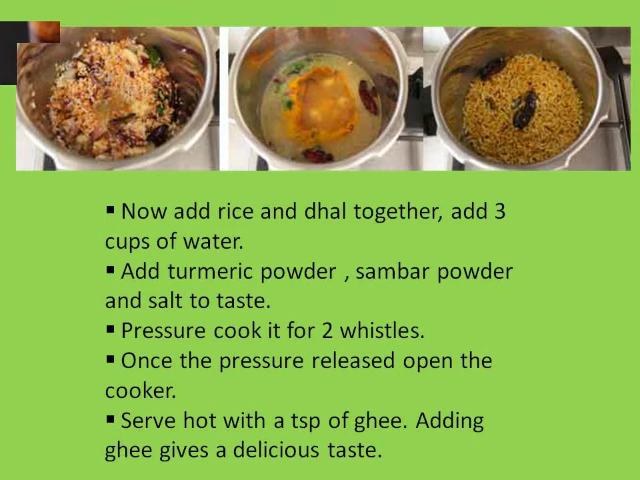 ▪ Now add rice and dhal together, add 3
cups of water.
▪ Add turmeric powder , sambar powder
and salt to taste.
▪ Pressure cook it for 2 whistles.
▪ Once the pressure released open the
cooker.
▪ Serve hot with a tsp of ghee. Adding
ghee gives a delicious taste.